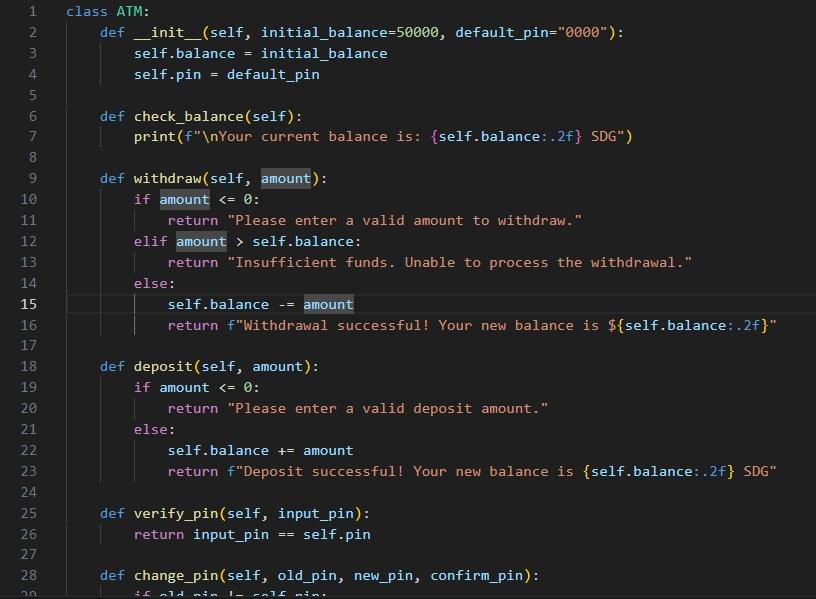 1 class ATM:
2 def __init__(self, initial_balance=50000, default_pin="0000"):
3 self.balance = initial_balance
4 self.pin = default_pin
5
6 def check_balance(self):
7 print(f"\nYour current balance is: {self.balance:.2f} SDG")
8
9 def withdraw(self, amount):
10 if amount <= 0:
11 return "Please enter a valid amount to withdraw."
12 elif amount > self.balance:
13 return "Insufficient funds. Unable to process the withdrawal."
14 else:
15 self.balance -= amount
16 return f"Withdrawal successful! Your new balance is ${self.balance:.2f}"
17
18 def deposit(self, amount):
19 if amount <= 0:
20 return "Please enter a valid deposit amount."
21 else:
22 self.balance += amount
23 return f"Deposit successful! Your new balance is {self.balance:.2f} SDG"
24
25 def verify_pin(self, input_pin):
26 return input_pin == self.pin
27
28 def change_pin(self, old_pin, new_pin, confirm_pin):
29 if old_pin != self.pin: